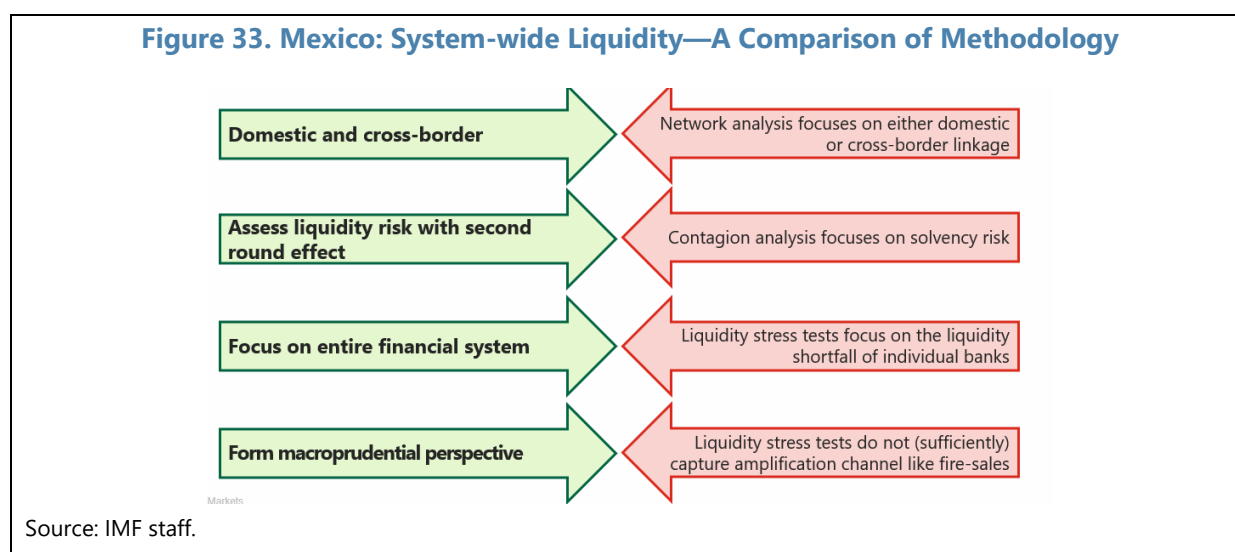 Figure 33. Mexico: System-wide Liquidity—A Comparison of Methodology
Domestic and cross-border
Network analysis focuses on either domestic
or cross-border linkage
Assess liquidity risk with second
round effect
Contagion analysis focuses on solvency risk
Focus on entire financial system
Liquidity stress tests focus on the liquidity
shortfall of individual banks
Form macroprudential perspective
Liquidity stress tests do not (sufficiently)
capture amplification channel like fire-sales
Markets
Source: IMF staff.